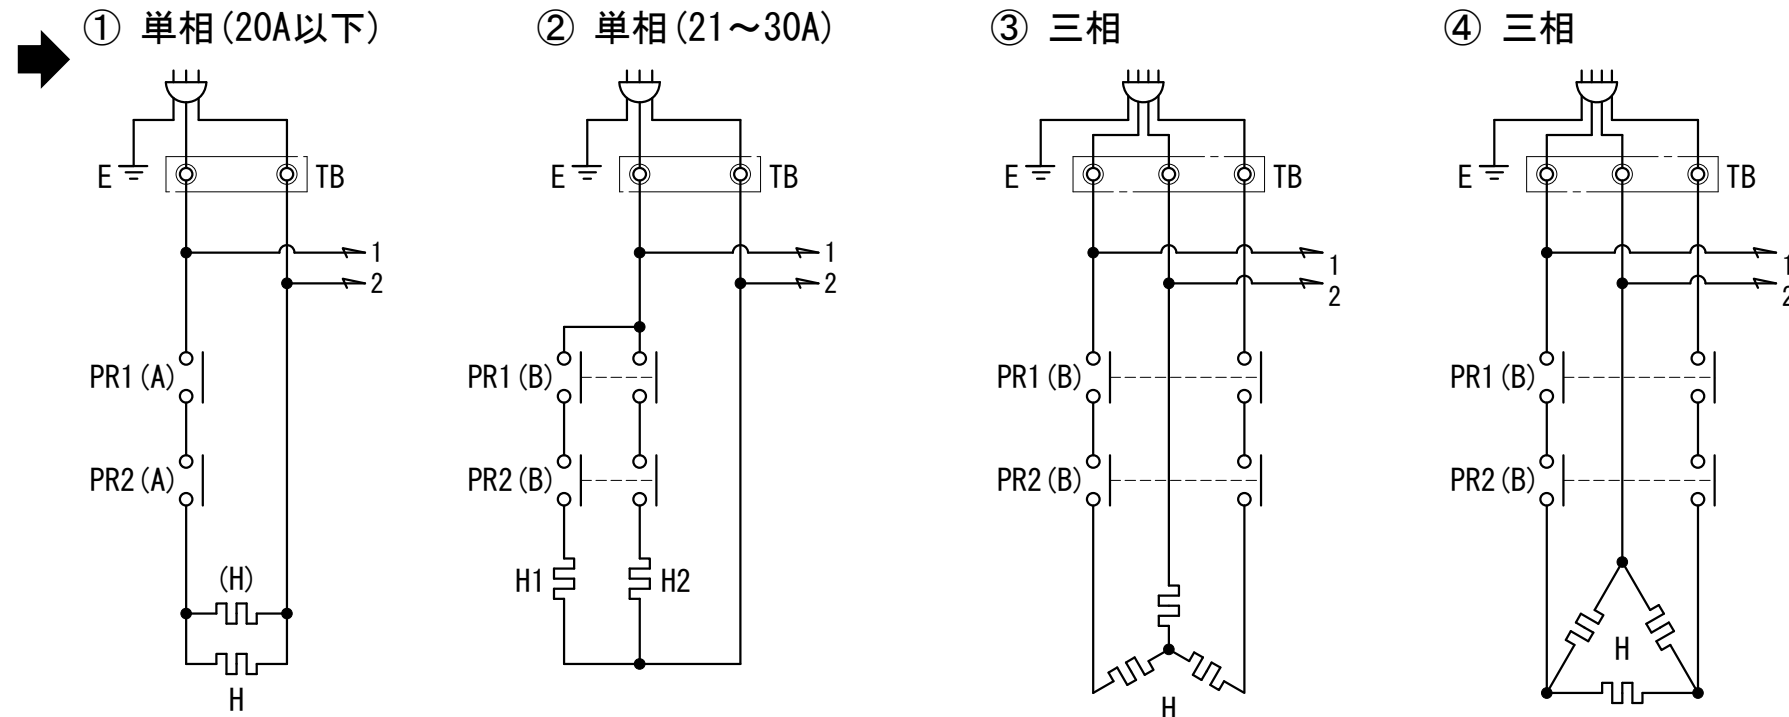 ① 単相(20A以下)
E
TB
1
2
PR1(A)
PR2(A)
(H)
H
② 単相(21～30A)
E
TB
1
2
PR1(B)
PR2(B)
H1
H2
③ 三相
E
TB
1
2
PR1(B)
PR2(B)
H
④ 三相
E
TB
1
2
PR1(B)
PR2(B)
H